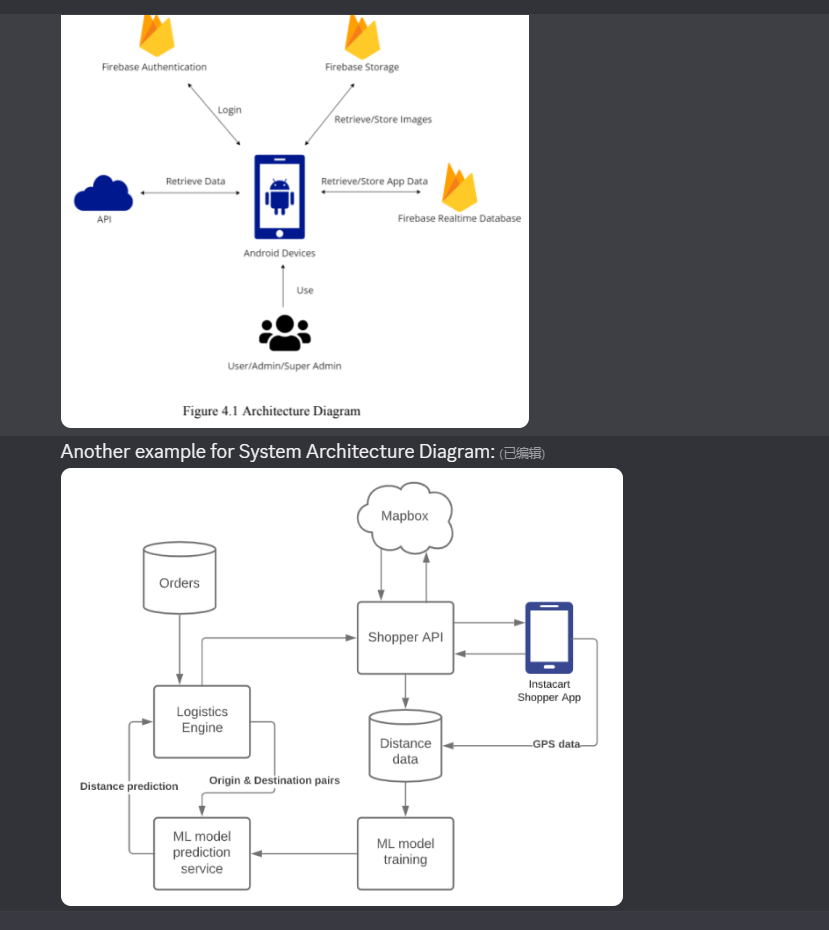 Firebase Authentication
Firebase Storage
Login
Retrieve/Store Images
Retrieve Data
Retrieve/Store App Data
API
Firebase Realtime Database
Android Devices
Use
User/Admin/Super Admin
Figure 4.1 Architecture Diagram
Another example for System Architecture Diagram: (已编辑)
Mapbox
Orders
Shopper API
Instacart
Shopper App
Logistics
Engine
Distance
data
GPS data
Distance prediction
Origin & Destination pairs
ML model
prediction
service
ML model
training